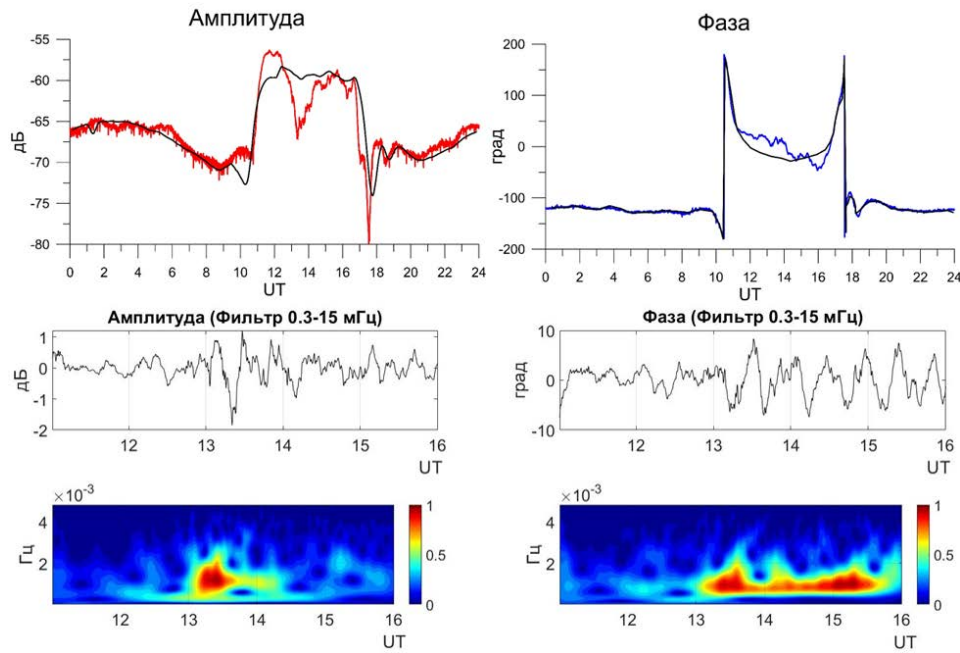 Амплитуда
Фаза
-55
-60
-65
-70
-75
-80
дБ
0 2 4 6 8 10 12 14 16 18 20 22 24
UT
200
100
0
-100
-200
град
0 2 4 6 8 10 12 14 16 18 20 22 24
UT
Амплитуда (Фильтр 0.3-15 мГц)
1
0
-1
-2
дБ
12 13 14 15 16
UT
Фаза (Фильтр 0.3-15 мГц)
10
0
-10
град
12 13 14 15 16
UT
×10⁻³
4
2
Гц
12 13 14 15 16
UT
1
0.5
0
×10⁻³
4
2
Гц
12 13 14 15 16
UT
1
0.5
0